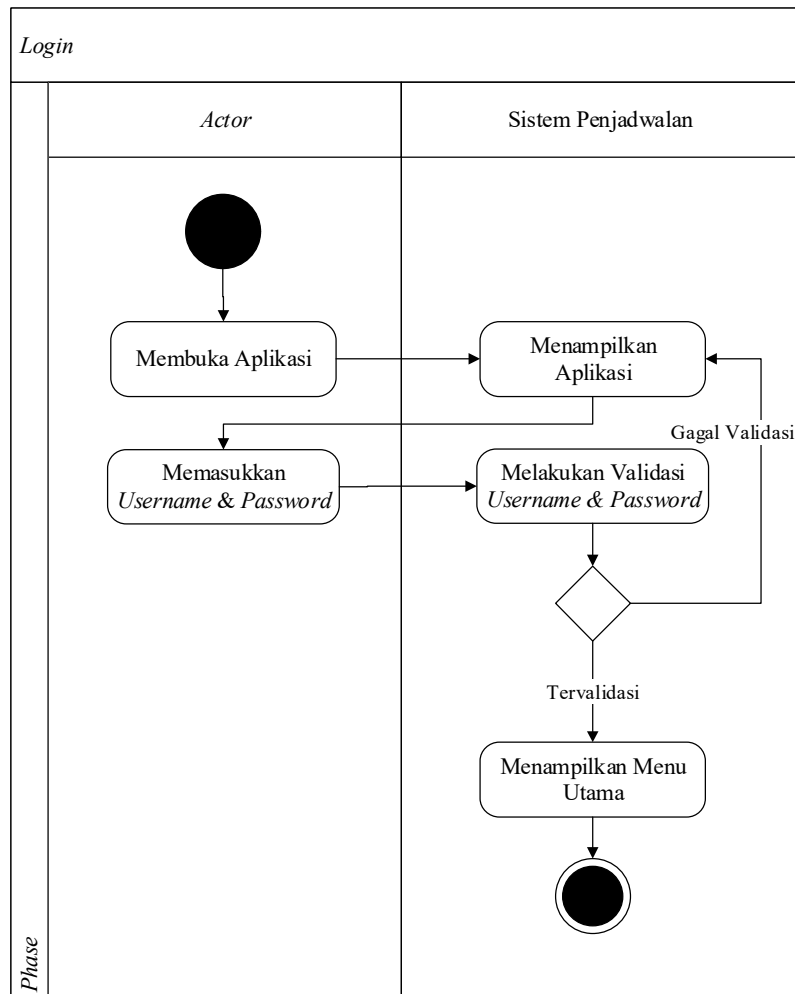 Login
Actor
Sistem Penjadwalan
Membuka Aplikasi
Menampilkan
Aplikasi
Gagal Validasi
Memasukkan
Username & Password
Melakukan Validasi
Username & Password
Tervalidasi
Menampilkan Menu
Utama
Phase